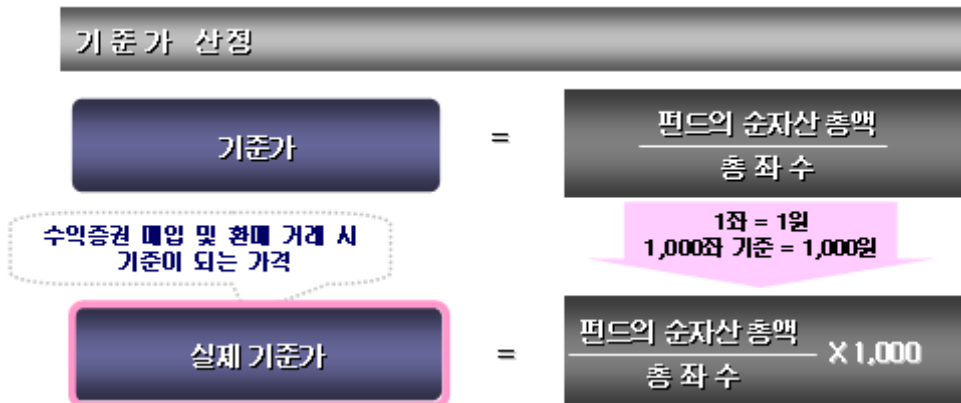 기준가 산정
기준가
=
펀드의 순자산 총액
총 좌 수
수익증권 매입 및 환매 거래 시
기준이 되는 가격
1좌 = 1원
1,000좌 기준 = 1,000원
실제 기준가
=
펀드의 순자산 총액
총 좌 수
X 1,000